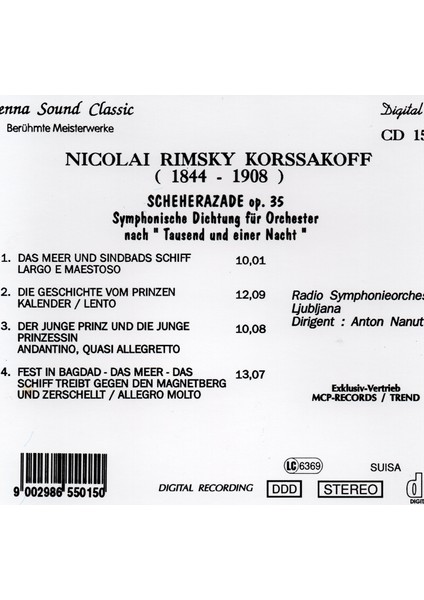 enna Sound Classic
Digital
Berühmte Meisterwerke
CD 15
NICOLAI RIMSKY KORSSAKOFF
( 1844 - 1908 )
SCHEHERAZADE op. 35
Symphonische Dichtung für Orchester
nach " Tausend und einer Nacht "
1. DAS MEER UND SINDBADS SCHIFF 10,01
LARGO E MAESTOSO
2. DIE GESCHICHTE VOM PRINZEN 12,09
KALENDER / LENTO
3. DER JUNGE PRINZ UND DIE JUNGE 10,08
PRINZESSIN
ANDANTINO, QUASI ALLEGRETTO
4. FEST IN BAGDAD - DAS MEER - DAS 13,07
SCHIFF TREIBT GEGEN DEN MAGNETBERG
UND ZERSCHELLT / ALLEGRO MOLTO
Radio Symphonieorches
Ljubljana
Dirigent : Anton Nanut
Exklusiv-Vertrieb
MCP-RECORDS / TREND
LC 6369
SUISA
9 002986 550150
DIGITAL RECORDING
DDD
STEREO
d
DIGIT